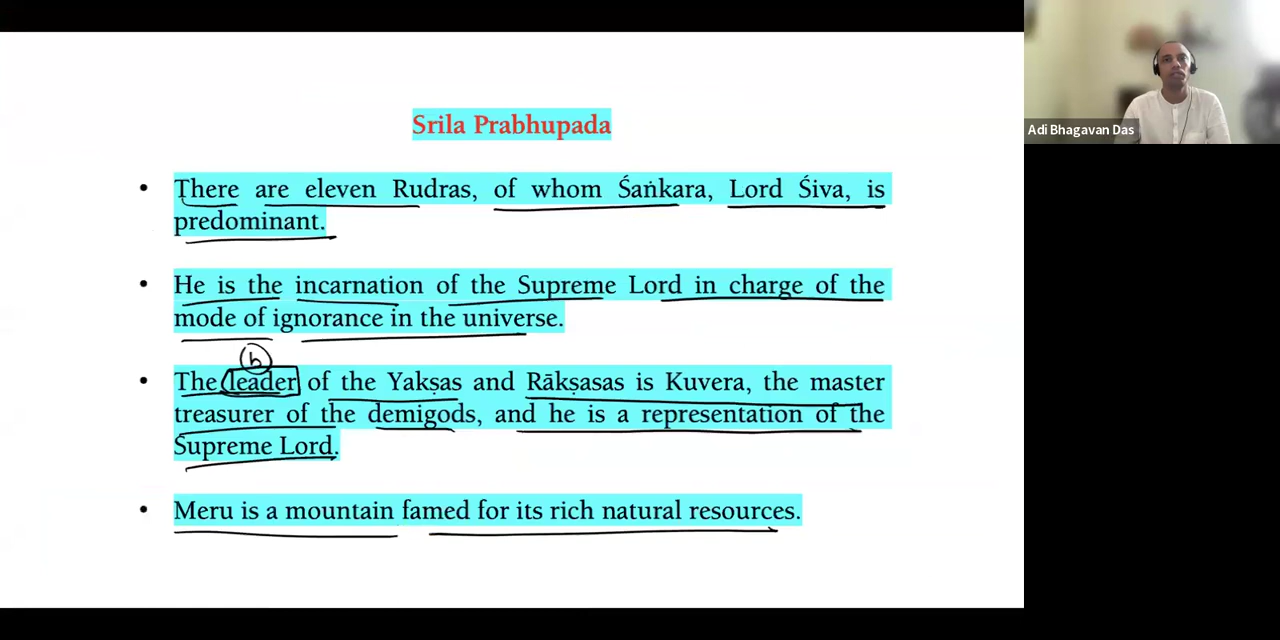 Srila Prabhupada
• There are eleven Rudras, of whom Śaṅkara, Lord Śiva, is
predominant.
• He is the incarnation of the Supreme Lord in charge of the
mode of ignorance in the universe.
b
• The leader of the Yakṣas and Rākṣasas is Kuvera, the master
treasurer of the demigods, and he is a representation of the
Supreme Lord.
• Meru is a mountain famed for its rich natural resources.
Adi Bhagavan Das